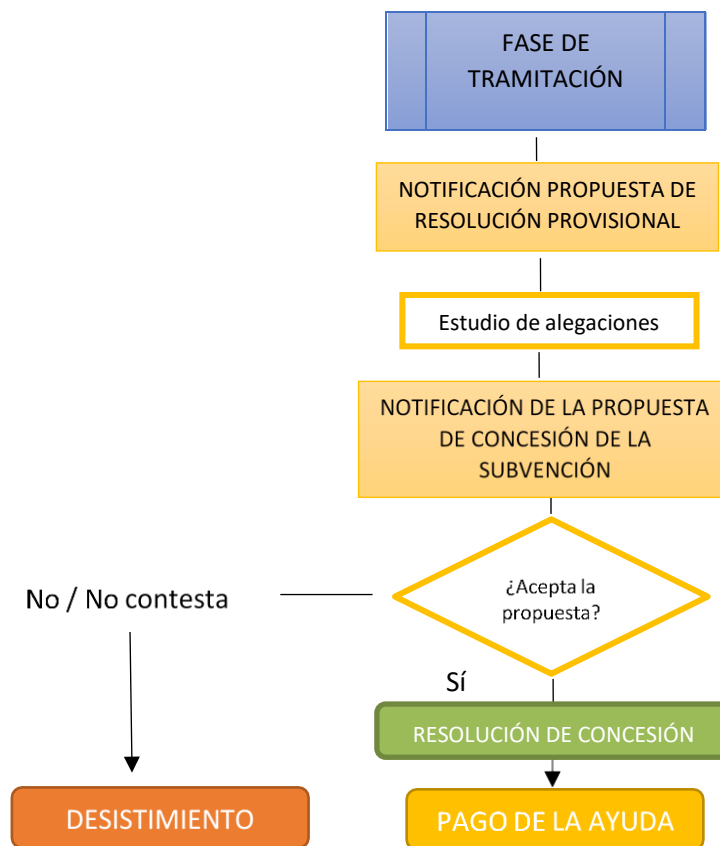 FASE DE
TRAMITACIÓN
NOTIFICACIÓN PROPUESTA DE
RESOLUCIÓN PROVISIONAL
Estudio de alegaciones
NOTIFICACIÓN DE LA PROPUESTA
DE CONCESIÓN DE LA
SUBVENCIÓN
¿Acepta la
propuesta?
No / No contesta
Sí
RESOLUCIÓN DE CONCESIÓN
DESISTIMIENTO
PAGO DE LA AYUDA